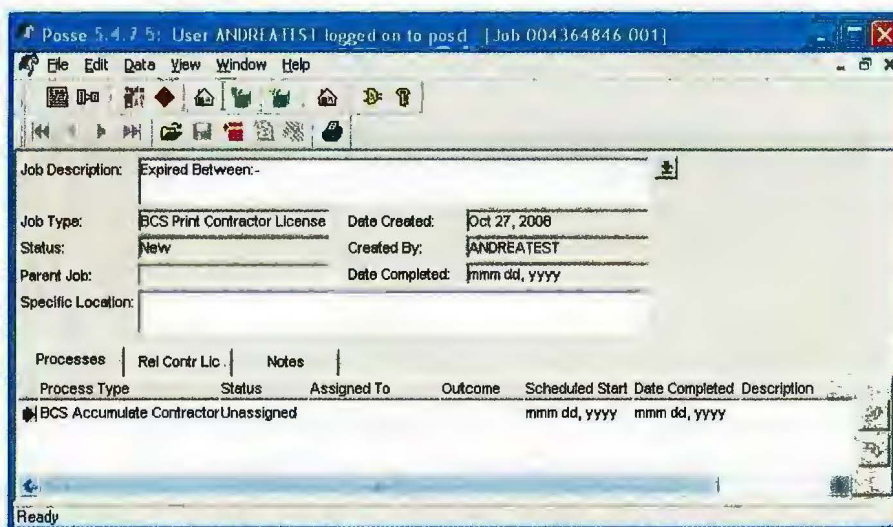 Posse 5.4.7 5: User ANDREATEST logged on to posd [Job 004364846 001]
File Edit Data View Window Help
Job Description: Expired Between:-
Job Type: BCS Print Contractor License Date Created: Oct 27, 2008
Status: New Created By: ANDREATEST
Parent Job: Date Completed: mmm dd, yyyy
Specific Location:
Processes Rel Contr Lic. Notes
Process Type Status Assigned To Outcome Scheduled Start Date Completed Description
BCS Accumulate Contractor Unassigned mmm dd, yyyy mmm dd, yyyy
Ready